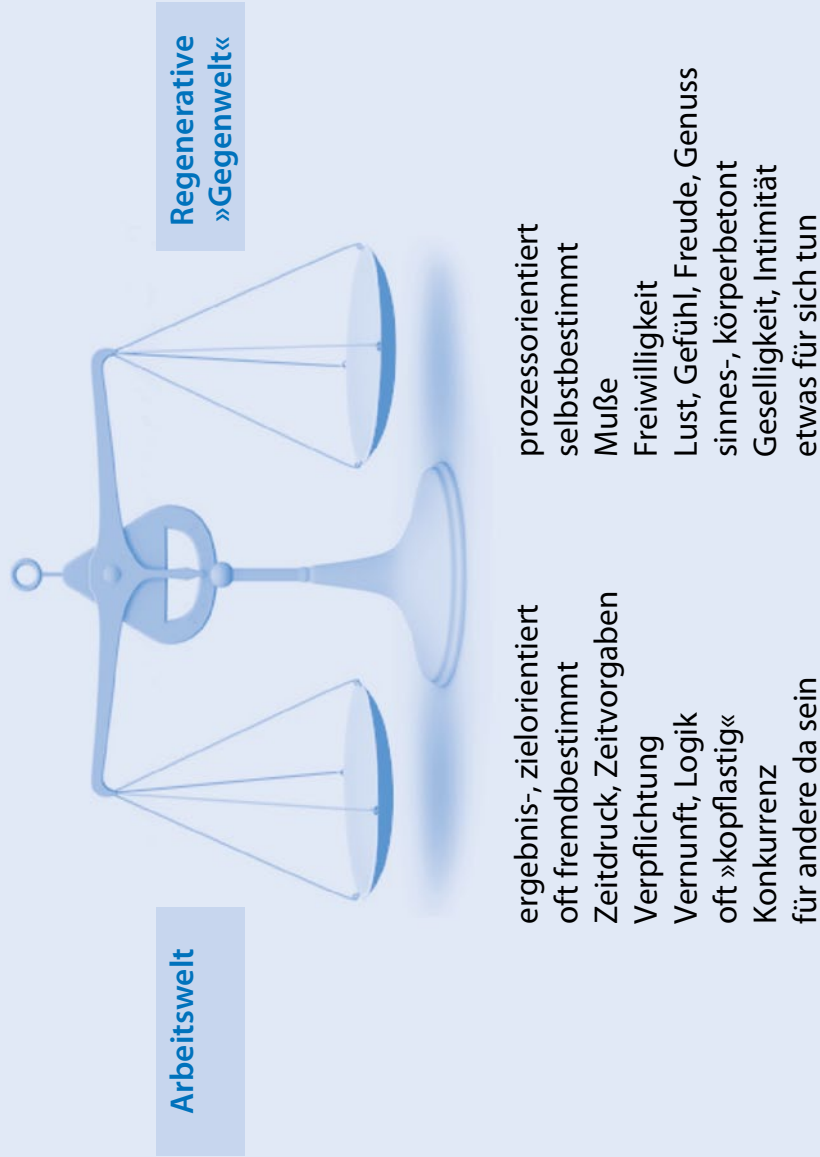 Arbeitswelt
Regenerative
»Gegenwelt«
ergebnis-, zielorientiert
oft fremdbestimmt
Zeitdruck, Zeitvorgaben
Verpflichtung
Vernunft, Logik
oft »kopflastig«
Konkurrenz
für andere da sein
prozessorientiert
selbstbestimmt
Muße
Freiwilligkeit
Lust, Gefühl, Freude, Genuss
sinnes-, körperbetont
Geselligkeit, Intimität
etwas für sich tun